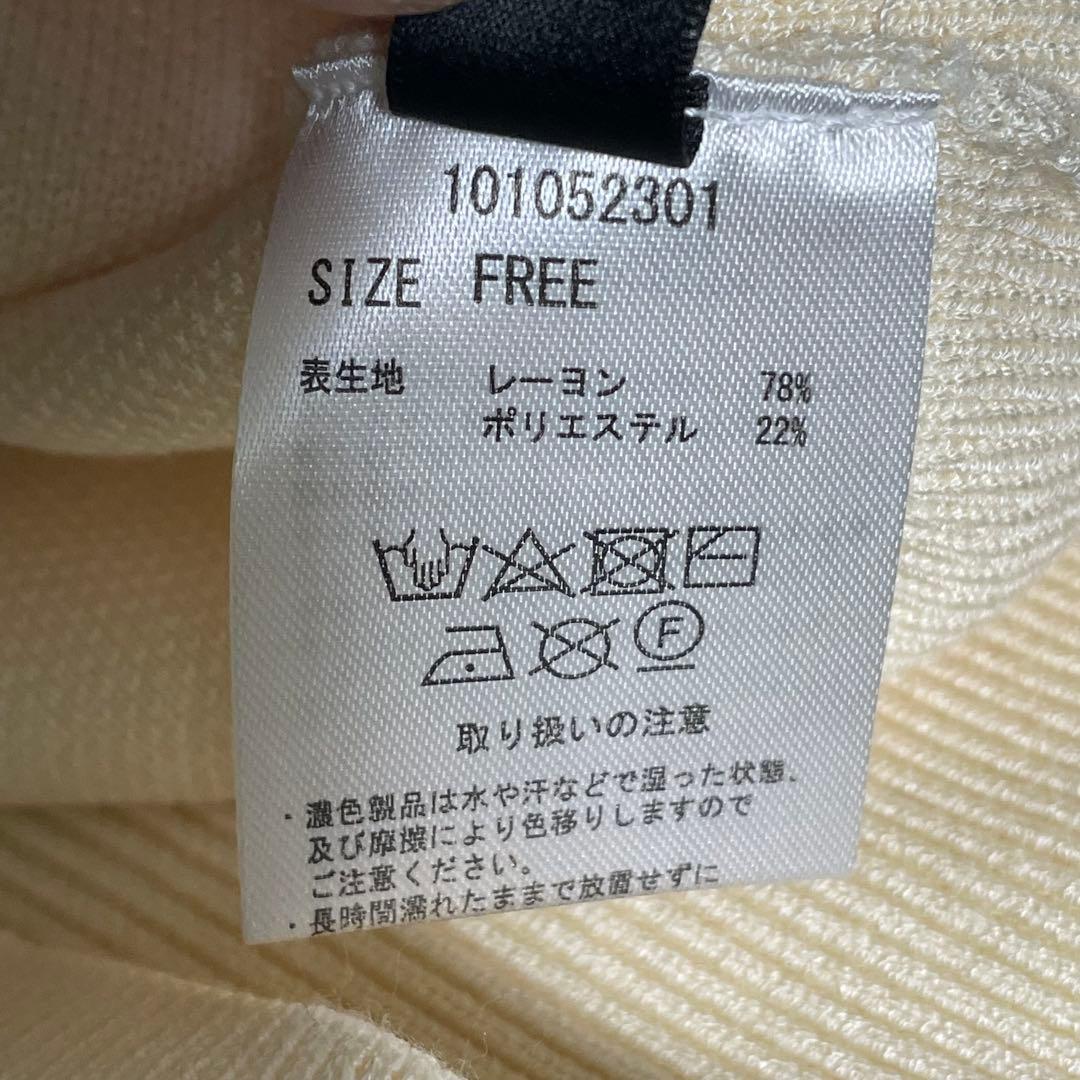 101052301
SIZE FREE
表生地 レーヨン 78%
ポリエステル 22%
F
取り扱いの注意
・濃色製品は水や汗などで湿った状態、
及び摩擦により色移りしますので
ご注意ください。
・長時間濡れたままで放置せずに